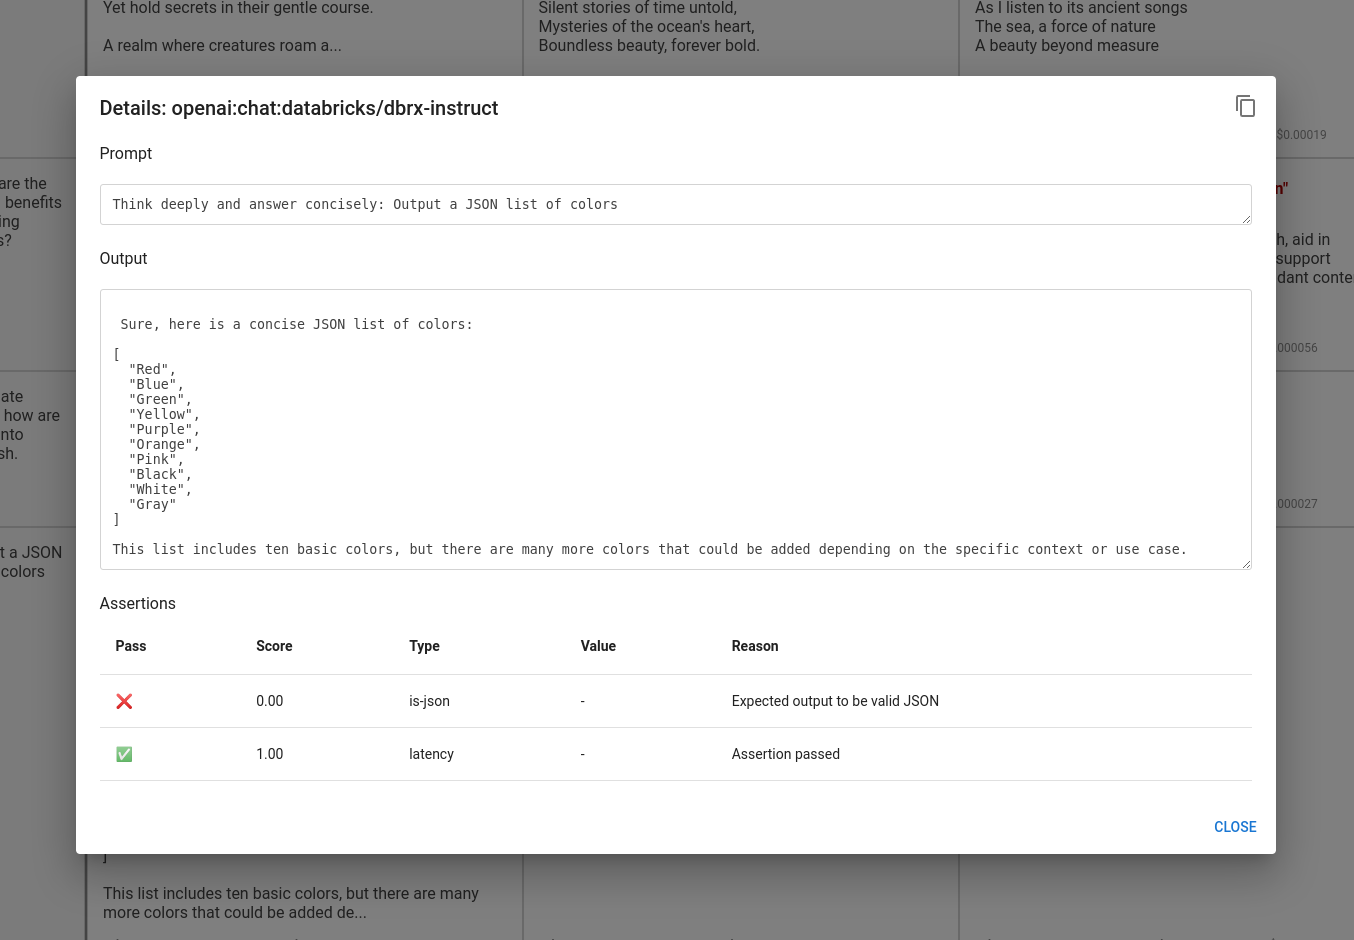 Yet hold secrets in their gentle course.
A realm where creatures roam a...
Silent stories of time untold,
Mysteries of the ocean's heart,
Boundless beauty, forever bold.
As I listen to its ancient songs
The sea, a force of nature
A beauty beyond measure
$0.00019
are the
benefits
ing
s?
n"
h, aid in
support
dant conte
000056
ate
how are
nto
sh.
000027
t a JSON
colors
Details: openai:chat:databricks/dbrx-instruct
Prompt
Think deeply and answer concisely: Output a JSON list of colors
Output
Sure, here is a concise JSON list of colors:
[
"Red",
"Blue",
"Green",
"Yellow",
"Purple",
"Orange",
"Pink",
"Black",
"White",
"Gray"
]
This list includes ten basic colors, but there are many more colors that could be added depending on the specific context or use case.
Assertions
Pass Score Type Value Reason
❌ 0.00 is-json - Expected output to be valid JSON
✅ 1.00 latency - Assertion passed
CLOSE
]
This list includes ten basic colors, but there are many
more colors that could be added de...